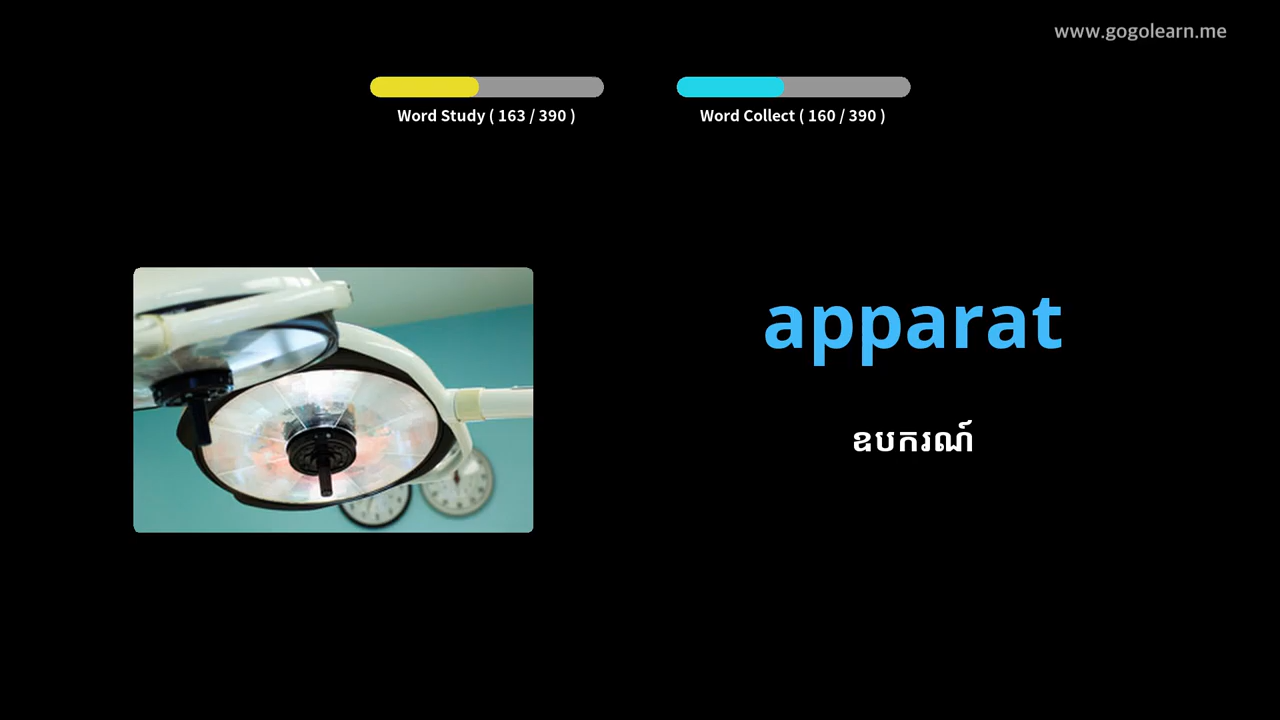 www.gogolearn.me
Word Study ( 163 / 390 )
Word Collect ( 160 / 390 )
apparat
ឧបករណ៍